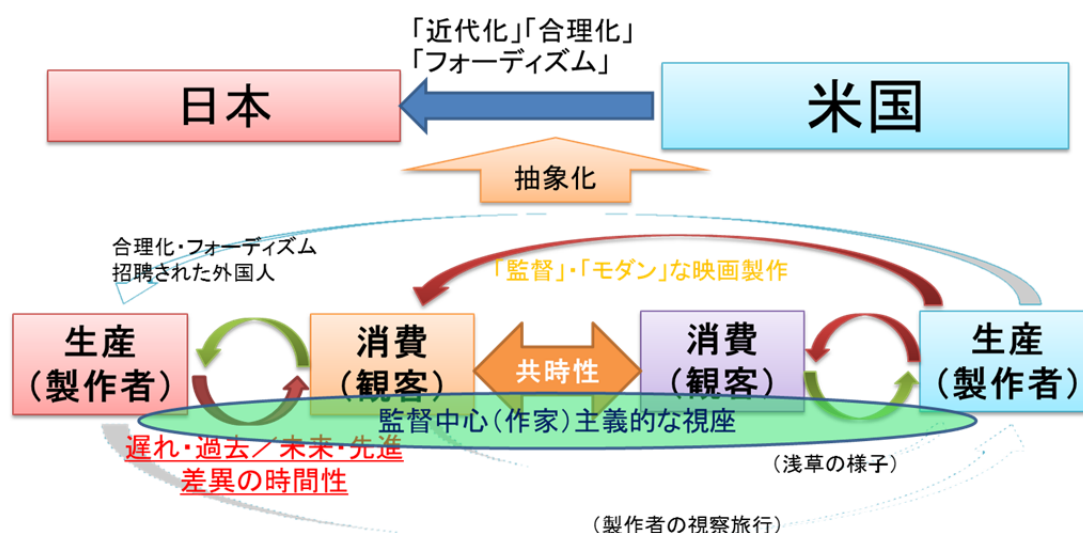 「近代化」「合理化」
「フォーディズム」
日本
米国
抽象化
合理化・フォーディズム
招聘された外国人
「監督」・「モダン」な映画製作
生産
(製作者)
消費
(観客)
共時性
消費
(観客)
生産
(製作者)
監督中心(作家)主義的な視座
遅れ・過去/未来・先進
差異の時間性
(浅草の様子)
(製作者の視察旅行)